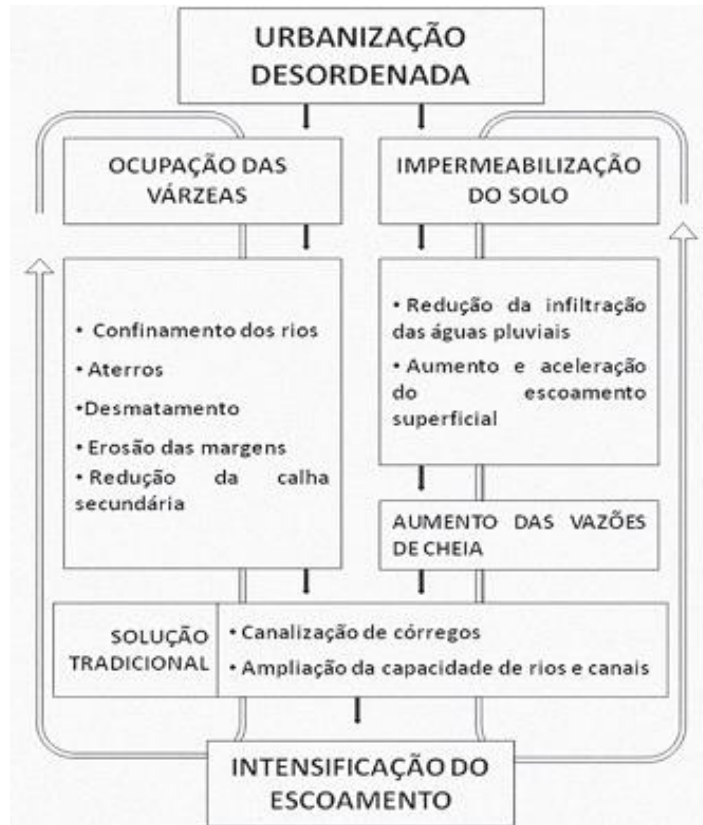 URBANIZAÇÃO
DESORDENADA
OCUPAÇÃO DAS
VÁRZEAS
IMPERMEABILIZAÇÃO
DO SOLO
• Confinamento dos rios
• Aterros
•Desmatamento
• Erosão das margens
• Redução da calha
secundária
• Redução da infiltração
das águas pluviais
• Aumento e aceleração
do escoamento
superficial
AUMENTO DAS VAZÕES
DE CHEIA
SOLUÇÃO
TRADICIONAL
• Canalização de córregos
• Ampliação da capacidade de rios e canais
INTENSIFICAÇÃO DO
ESCOAMENTO